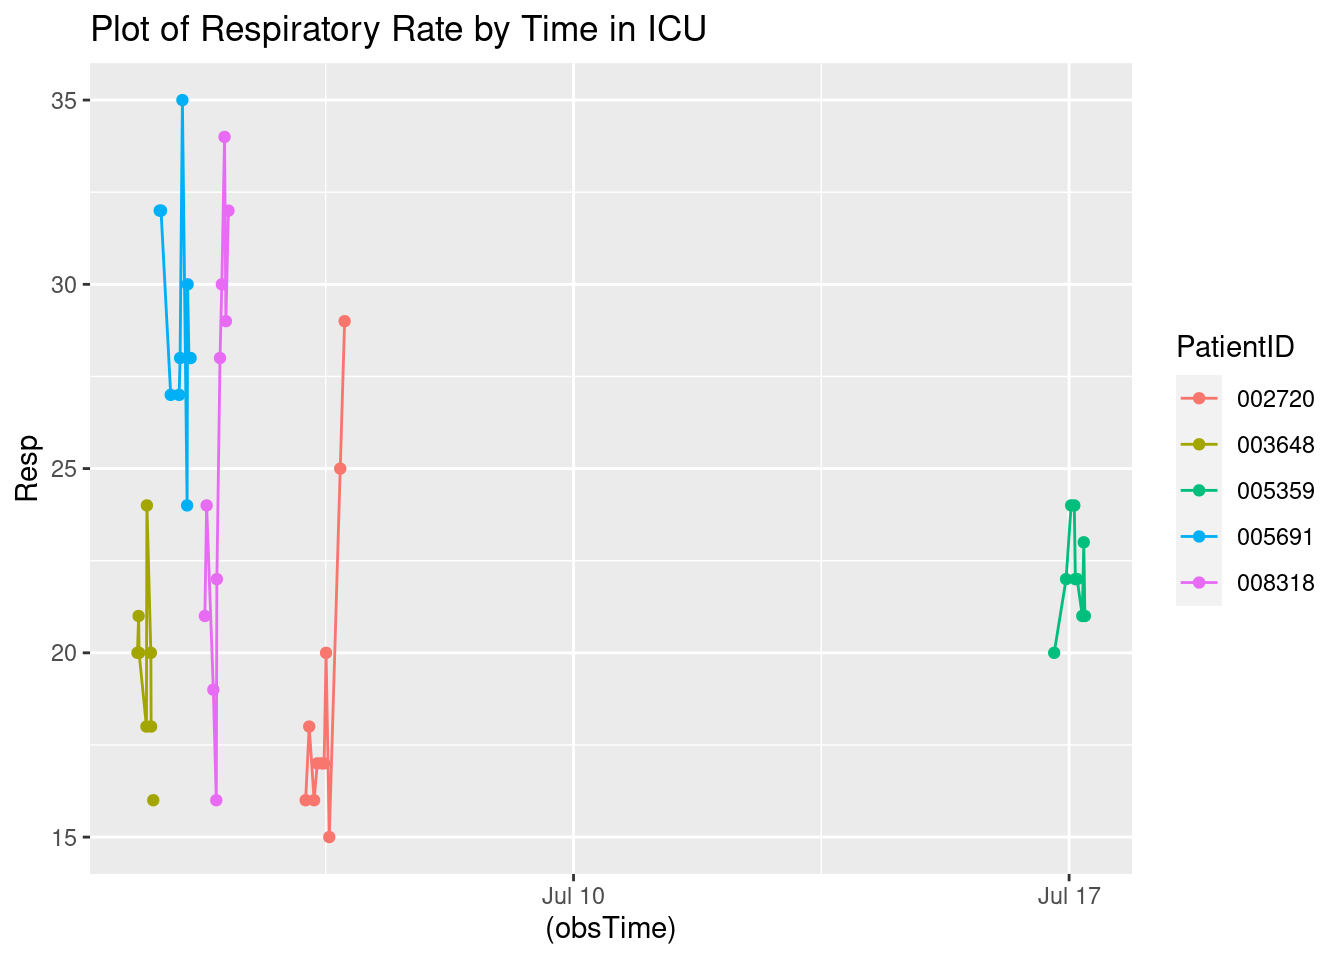 Plot of Respiratory Rate by Time in ICU
35
30
25
20
15
Resp
Jul 10
Jul 17
(obsTime)
PatientID
002720
003648
005359
005691
008318